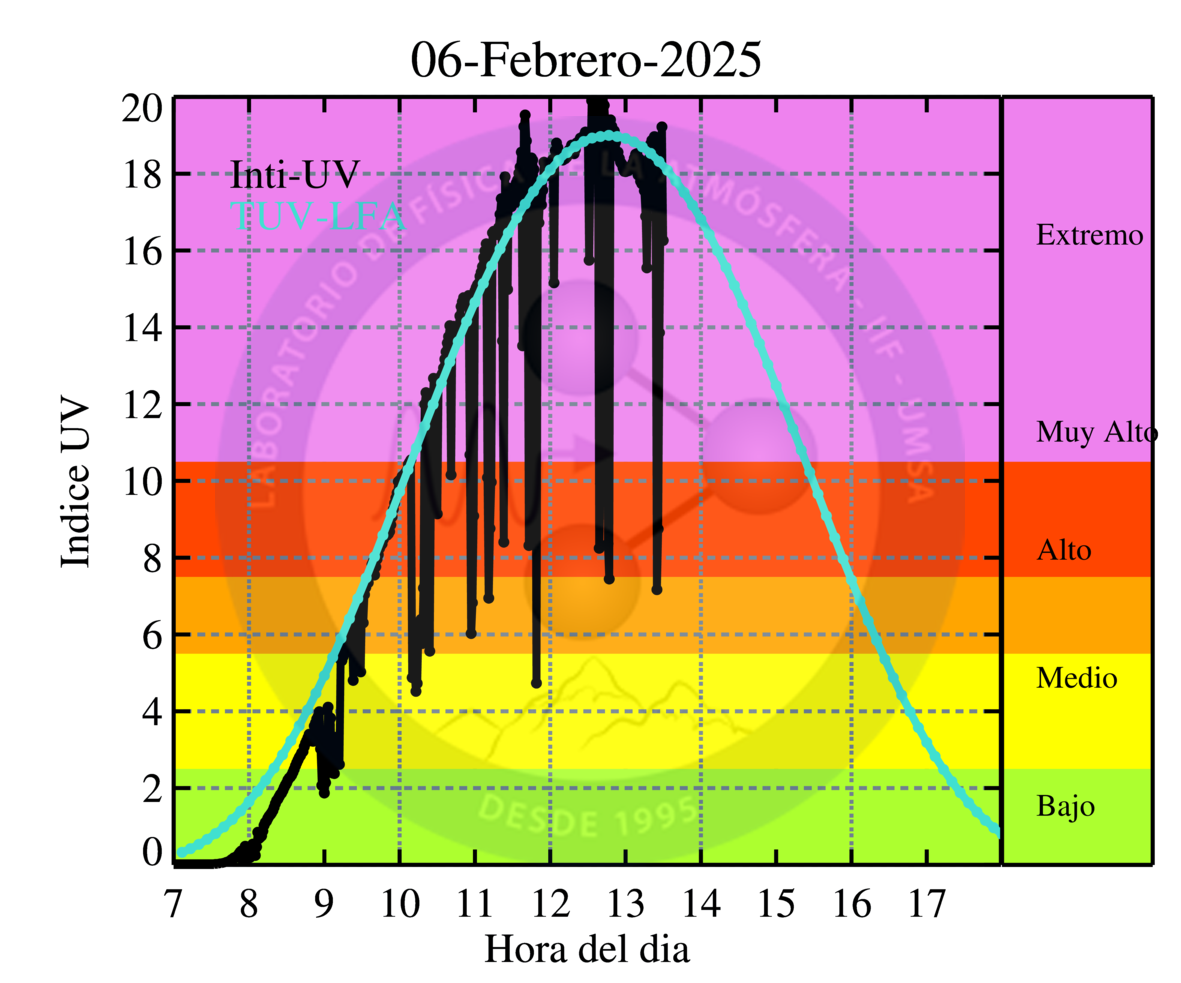 06-Febrero-2025
20
18
16
14
12
10
8
6
4
2
0
Indice UV
Inti-UV
TUV-LFA
LABORATORIO DE FÍSICA DE LA ATMÓSFERA - IIF - UMSA
DESDE 1995
Extremo
Muy Alto
Alto
Medio
Bajo
7 8 9 10 11 12 13 14 15 16 17
Hora del dia